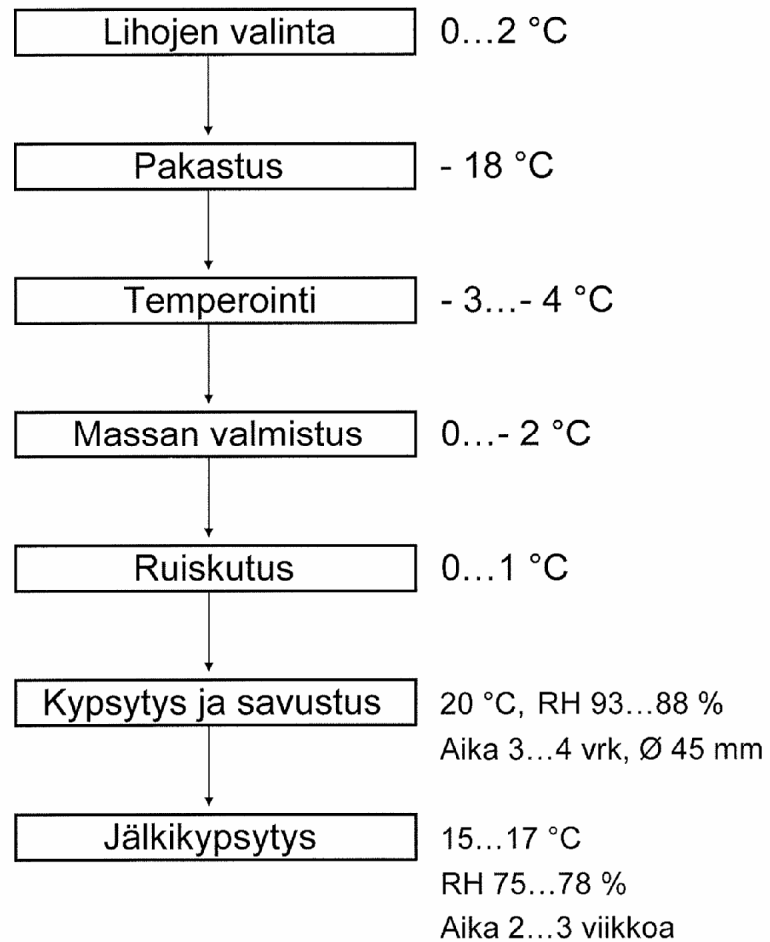 Lihojen valinta 0...2 °C
Pakastus - 18 °C
Temperointi - 3...- 4 °C
Massan valmistus 0...- 2 °C
Ruiskutus 0...1 °C
Kypsytys ja savustus 20 °C, RH 93...88 %
Aika 3...4 vrk, Ø 45 mm
Jälkikypsytys 15...17 °C
RH 75...78 %
Aika 2...3 viikkoa